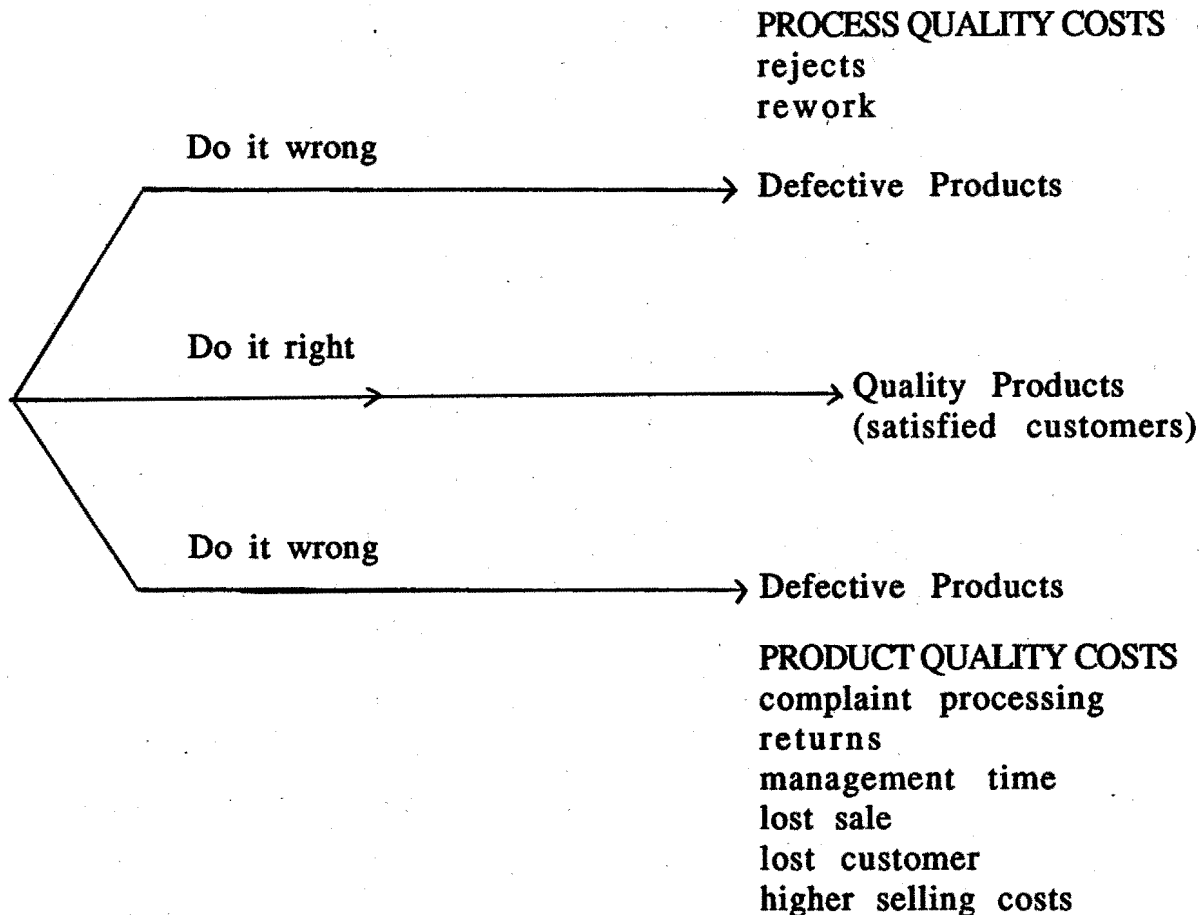 PROCESS QUALITY COSTS
rejects
rework
Do it wrong
Defective Products
Do it right
Quality Products
(satisfied customers)
Do it wrong
Defective Products
PRODUCT QUALITY COSTS
complaint processing
returns
management time
lost sale
lost customer
higher selling costs